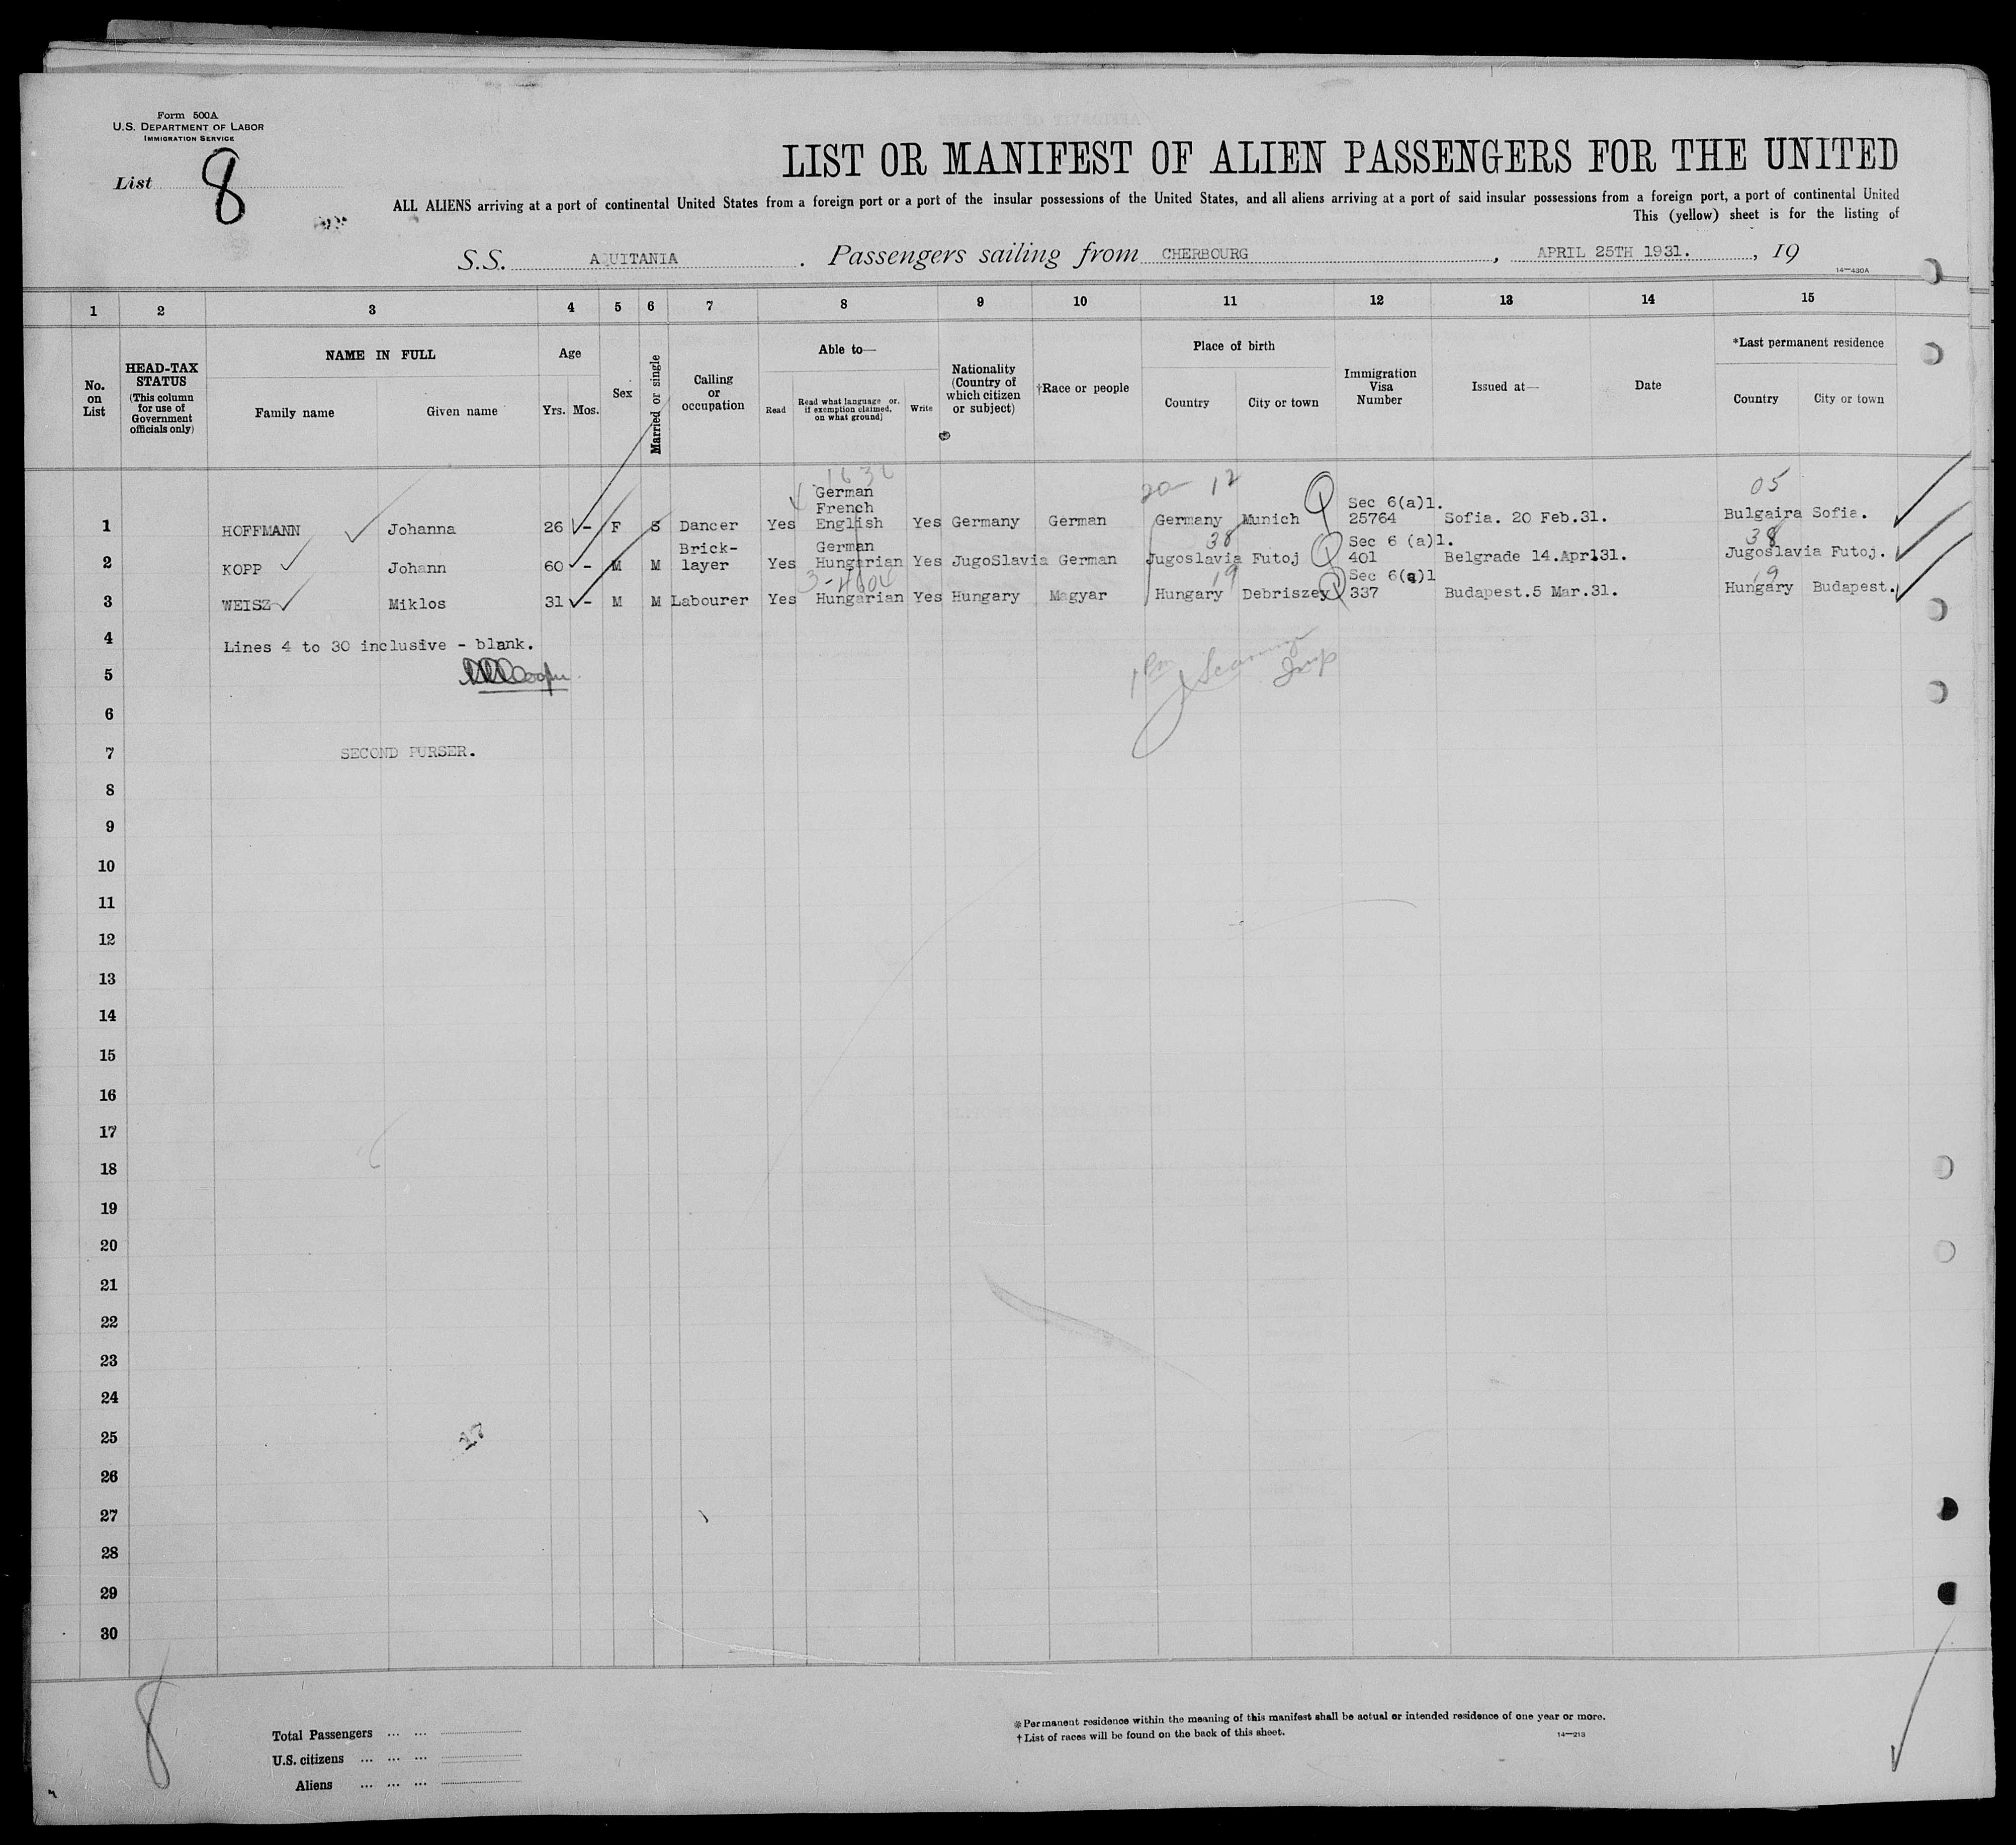 Form 500A
U.S. DEPARTMENT OF LABOR
IMMIGRATION SERVICE
List 8
LIST OR MANIFEST OF ALIEN PASSENGERS FOR THE UNITED
ALL ALIENS arriving at a port of continental United States from a foreign port or a port of the insular possessions of the United States, and all aliens arriving at a port of said insular possessions from a foreign port, a port of continental United
This (yellow) sheet is for the listing of
S.S. AQUITANIA . Passengers sailing from CHERBOURG , APRIL 25TH 1931. , 19
14—430A
1 2 3 4 5 6 7 8 9 10 11 12 13 14 15
No. on List
HEAD-TAX STATUS (This column for use of Government officials only)
NAME IN FULL
Family name Given name
Age
Yrs. Mos.
Sex
Married or single
Calling or occupation
Able to—
Read Read what language or, if exemption claimed, on what ground] Write
Nationality (Country of which citizen or subject)
†Race or people
Place of birth
Country City or town
Immigration Visa Number
Issued at—
Date
*Last permanent residence
Country City or town
20— 12 05
1 HOFFMANN Johanna 26 - F S Dancer Yes German French English Yes Germany German Germany Munich Sec 6(a)1. 25764 Sofia. 20 Feb.31. Bulgaira Sofia.
38 38
2 KOPP Johann 60 - M M Brick-layer Yes German Hungarian Yes JugoSlavia German Jugoslavia Futoj Sec 6 (a)1. 401 Belgrade 14.Apr131. Jugoslavia Futoj.
19 19
3 WEISZ Miklos 31 - M M Labourer Yes Hungarian Yes Hungary Magyar Hungary Debriszey Sec 6(a)1 337 Budapest.5 Mar.31. Hungary Budapest.
4 Lines 4 to 30 inclusive - blank.
5
6
7 SECOND PURSER.
8
9
10
11
12
13
14
15
16
17
18
19
20
21
22
23
24
25
26
27
28
29
30
8
Total Passengers ... ...
U.S. citizens ... ... ...
Aliens ... ... ...
*Permanent residence within the meaning of this manifest shall be actual or intended residence of one year or more.
†List of races will be found on the back of this sheet.
14—213